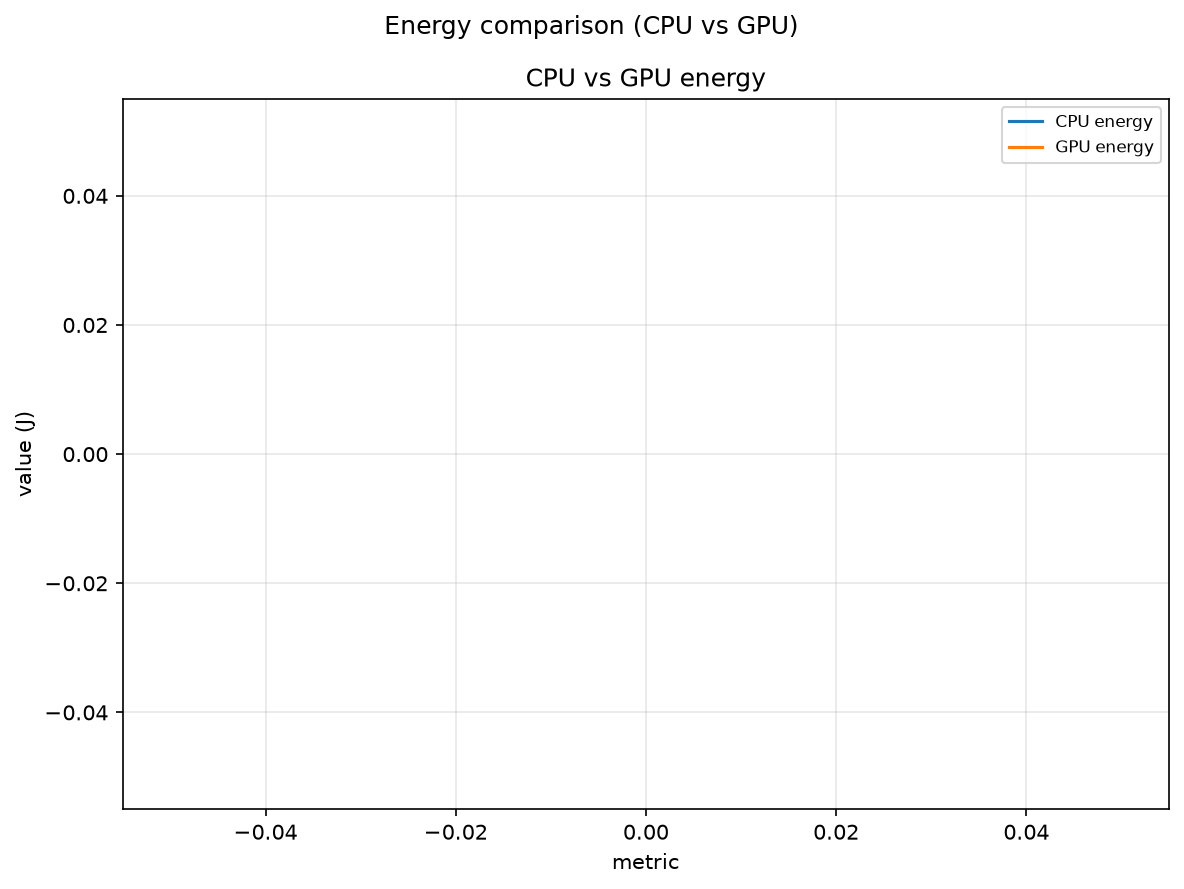 Energy comparison (CPU vs GPU)
CPU vs GPU energy
CPU energy
GPU energy
0.04
0.02
0.00
−0.02
−0.04
value (J)
−0.04 −0.02 0.00 0.02 0.04
metric